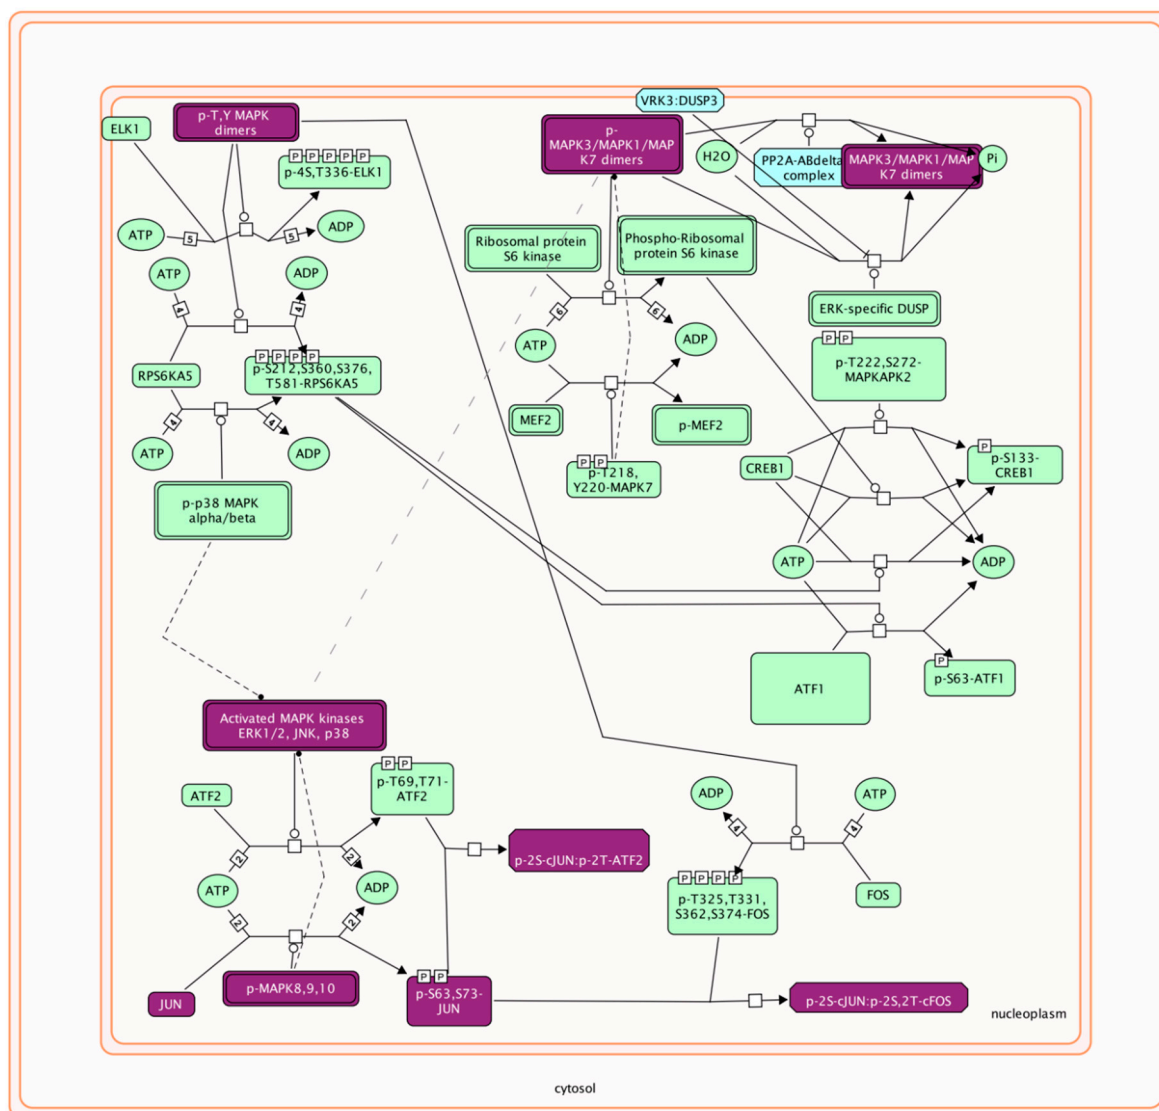 VRK3:DUSP3
ELK1
p-T,Y MAPK
dimers
p-
MAPK3/MAPK1/MAP
K7 dimers
H2O
PP2A-ABdelta
complex
MAPK3/MAPK1/MAP
K7 dimers
Pi
P P P P P
p-4S,T336-ELK1
ATP
5
5
ADP
Ribosomal protein
S6 kinase
Phospho-Ribosomal
protein S6 kinase
ATP
ADP
4
4
6
6
ERK-specific DUSP
ATP
ADP
P P
p-T222,S272-
MAPKAPK2
RPS6KA5
P P P P
p-S212,S360,S376,
T581-RPS6KA5
4
4
ATP
ADP
MEF2
p-MEF2
P P
p-T218,
Y220-MAPK7
CREB1
P
p-S133-
CREB1
p-p38 MAPK
alpha/beta
ATP
ADP
ATF1
P
p-S63-ATF1
Activated MAPK kinases
ERK1/2, JNK, p38
P P
p-T69,T71-
ATF2
ATF2
ADP
ATP
4
4
2
2
p-2S-cJUN:p-2T-ATF2
ATP
ADP
P P P P
p-T325,T331,
S362,S374-FOS
FOS
2
2
p-MAPK8,9,10
JUN
P P
p-S63,S73-
JUN
p-2S-cJUN:p-2S,2T-cFOS
nucleoplasm
cytosol